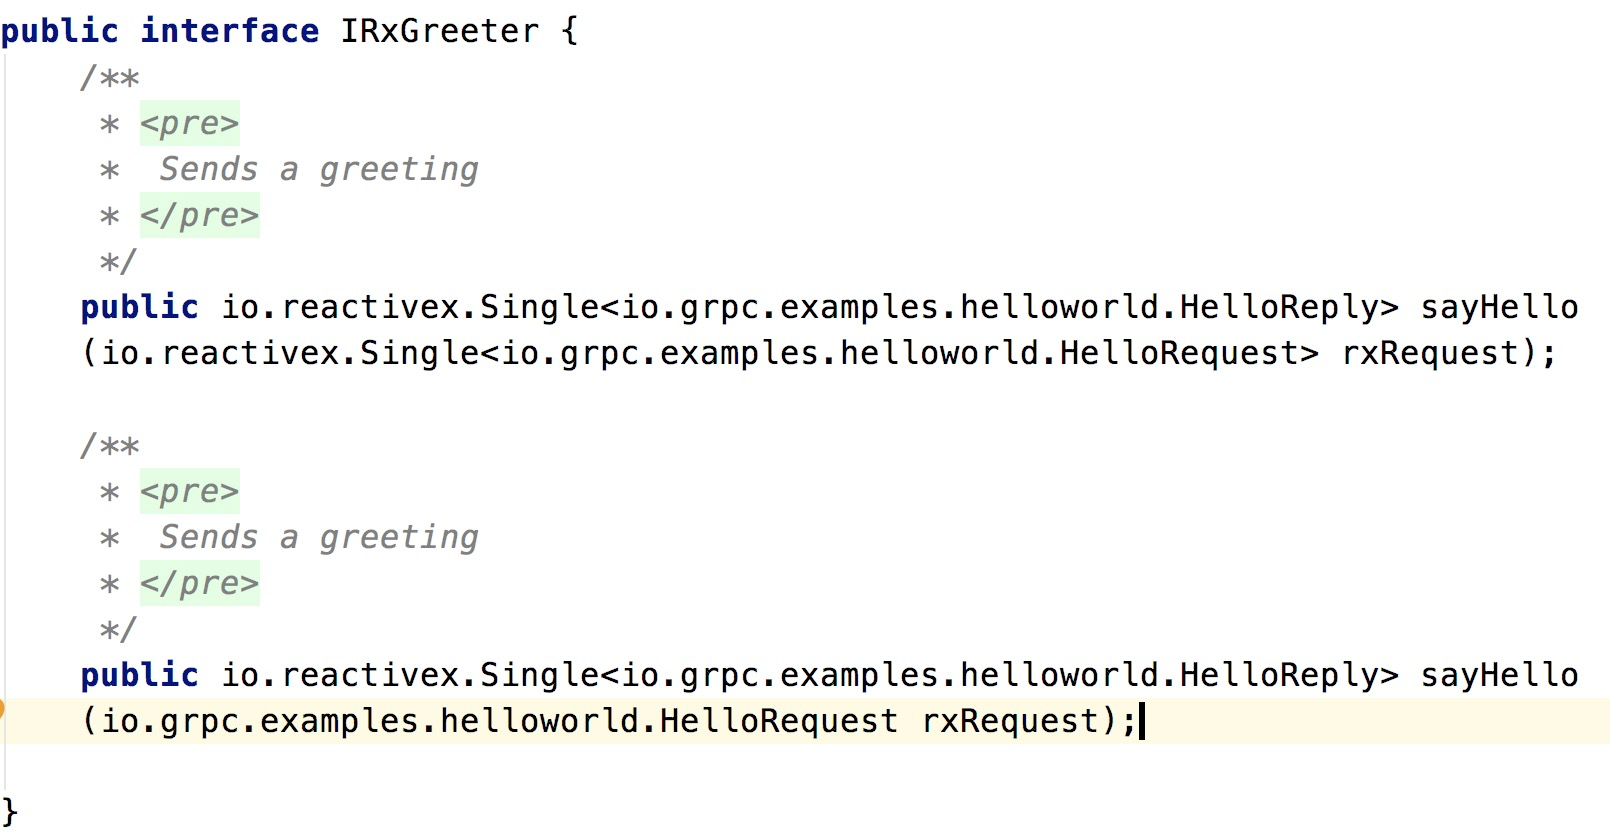 public interface IRxGreeter {
    /**
     * <pre>
     *  Sends a greeting
     * </pre>
     */
    public io.reactivex.Single<io.grpc.examples.helloworld.HelloReply> sayHello
    (io.reactivex.Single<io.grpc.examples.helloworld.HelloRequest> rxRequest);

    /**
     * <pre>
     *  Sends a greeting
     * </pre>
     */
    public io.reactivex.Single<io.grpc.examples.helloworld.HelloReply> sayHello
    (io.grpc.examples.helloworld.HelloRequest rxRequest);

}